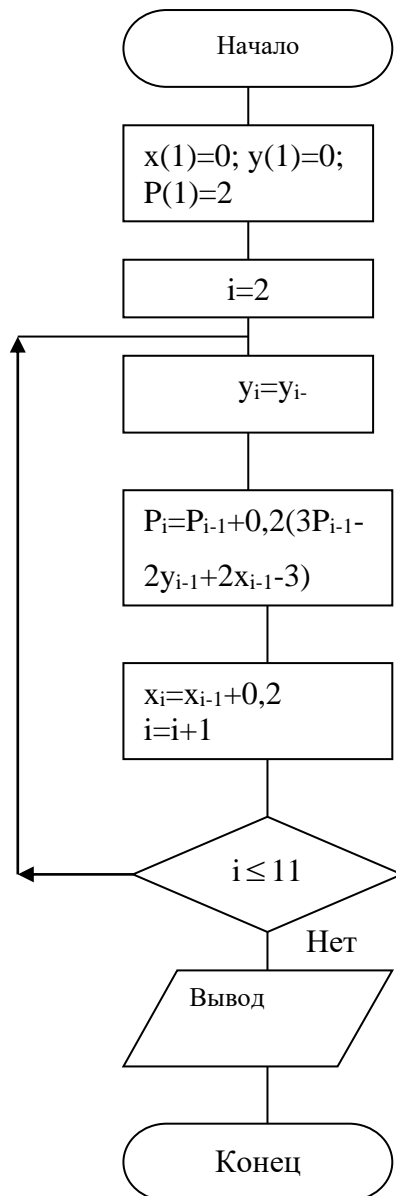 Начало
x(1)=0; y(1)=0;
P(1)=2
i=2
yᵢ=yᵢ₋
Pᵢ=Pᵢ₋₁+0,2(3Pᵢ₋₁-
2yᵢ₋₁+2xᵢ₋₁-3)
xᵢ=xᵢ₋₁+0,2
i=i+1
i ≤ 11
Нет
Вывод
Конец